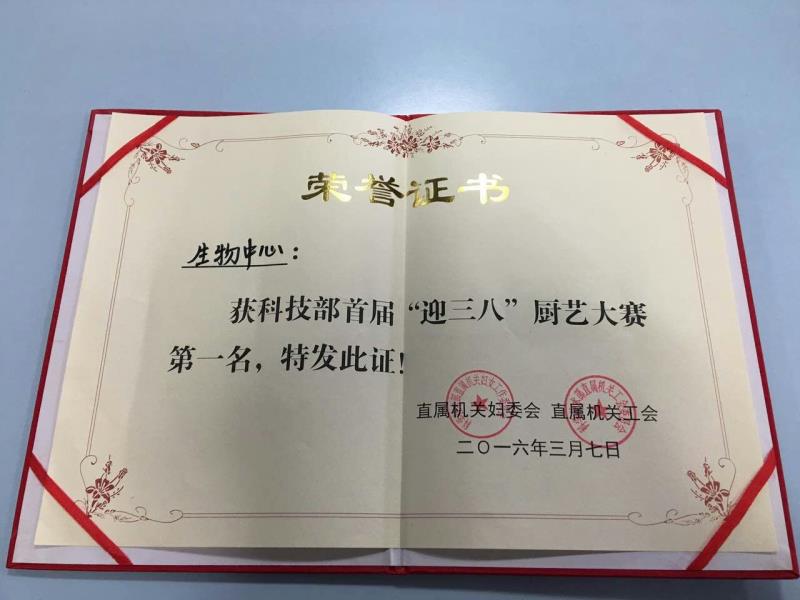 荣誉证书
生物中心：
获科技部首届“迎三八”厨艺大赛
第一名，特发此证！
直属机关妇委会 直属机关工会
二〇一六年三月七日